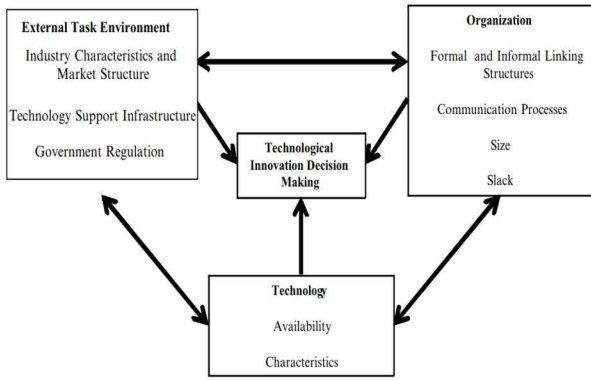 External Task Environment
Industry Characteristics and
Market Structure
Technology Support Infrastructure
Government Regulation
Organization
Formal and Informal Linking
Structures
Communication Processes
Size
Slack
Technological
Innovation Decision
Making
Technology
Availability
Characteristics